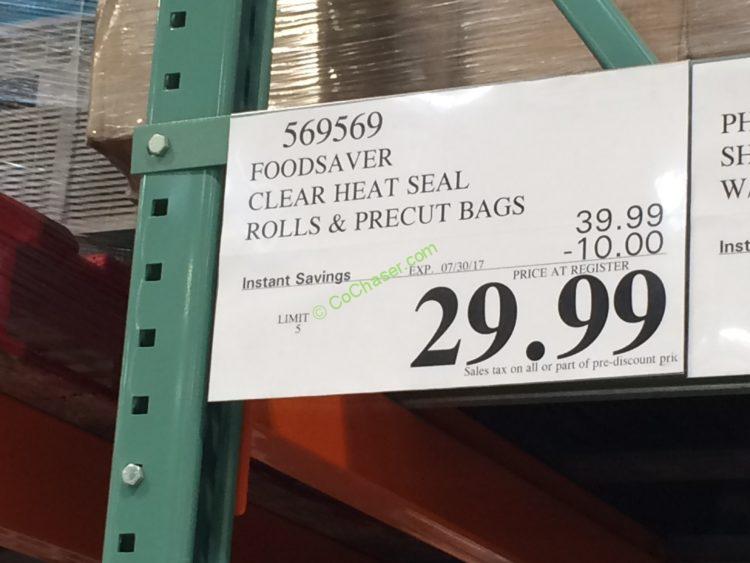 569569
FOODSAVER
CLEAR HEAT SEAL
ROLLS & PRECUT BAGS
39.99
-10.00
Instant Savings EXP. 07/30/17 PRICE AT REGISTER
LIMIT
5
29.99
Sales tax on all or part of pre-discount pric
© CoChaser.com
PH
SH
WA
Inst